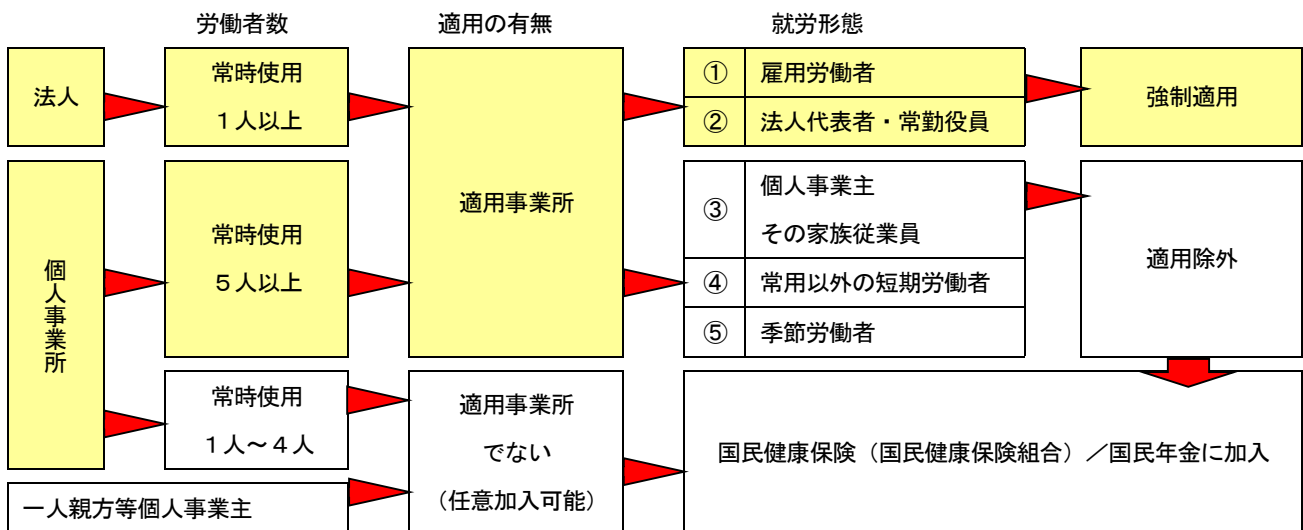 労働者数
適用の有無
就労形態
法人
常時使用
１人以上
適用事業所
①
雇用労働者
②
法人代表者・常勤役員
強制適用
個人事業所
常時使用
５人以上
③
個人事業主
その家族従業員
④
常用以外の短期労働者
⑤
季節労働者
適用除外
常時使用
１人～４人
適用事業所
でない
（任意加入可能）
国民健康保険（国民健康保険組合）／国民年金に加入
一人親方等個人事業主